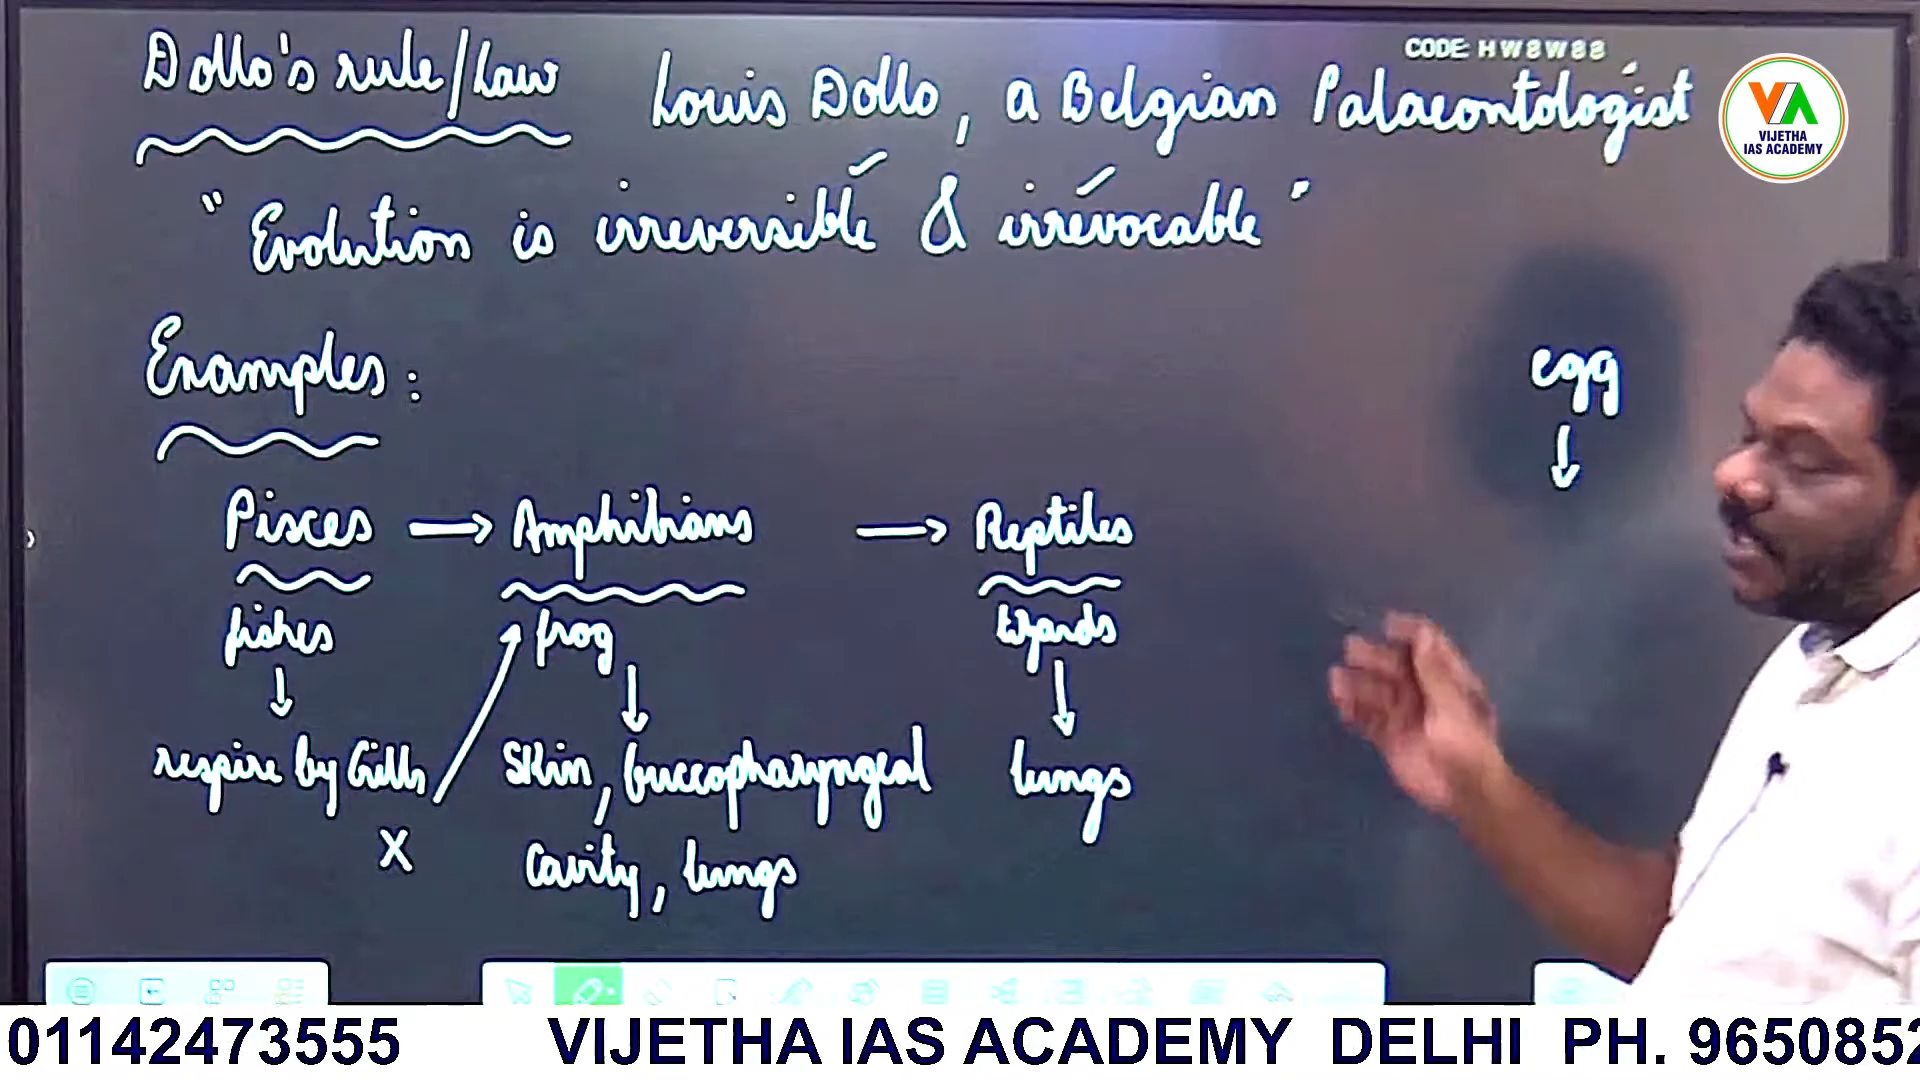 CODE: HW8W88
Dollo's rule/Law Louis Dollo, a Belgian Palaeontologist
VA
VIJETHA
IAS ACADEMY
"Evolution is irreversible & irrevocable"
Examples:
egg
↓
Pisces → Amphibians → Reptiles
fishes frog lizards
↓ ↓ ↓
respire by Gills Skin, buccopharyngeal lungs
X cavity, lungs
01142473555 VIJETHA IAS ACADEMY DELHI PH. 9650852